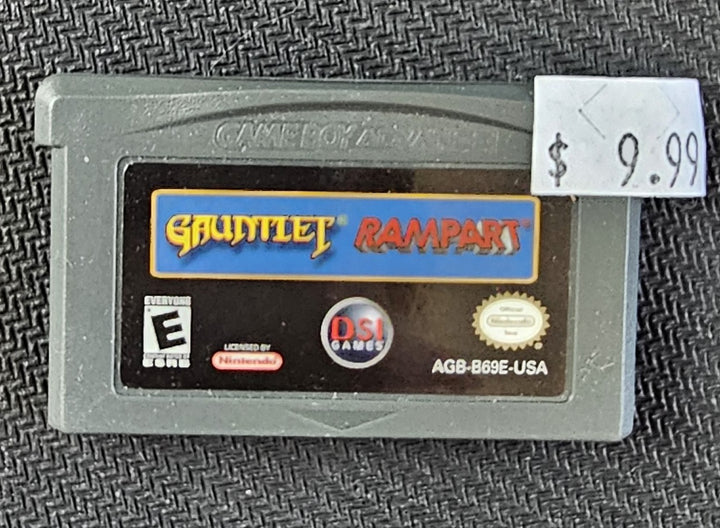 GAME BOY ADVANCE
$ 9.99
GAUNTLET® RAMPART®
EVERYONE
E
ESRB
LICENSED BY
Nintendo
DSI
GAMES
Official
Nintendo
Seal
AGB-B69E-USA